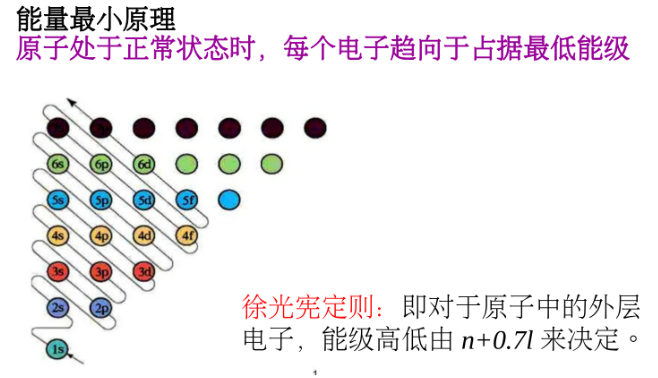 能量最小原理
原子处于正常状态时，每个电子趋向于占据最低能级
6s 6p 6d
5s 5p 5d 5f
4s 4p 4d 4f
3s 3p 3d
2s 2p
1s
徐光宪定则：即对于原子中的外层
电子，能级高低由 n+0.7l 来决定。
1